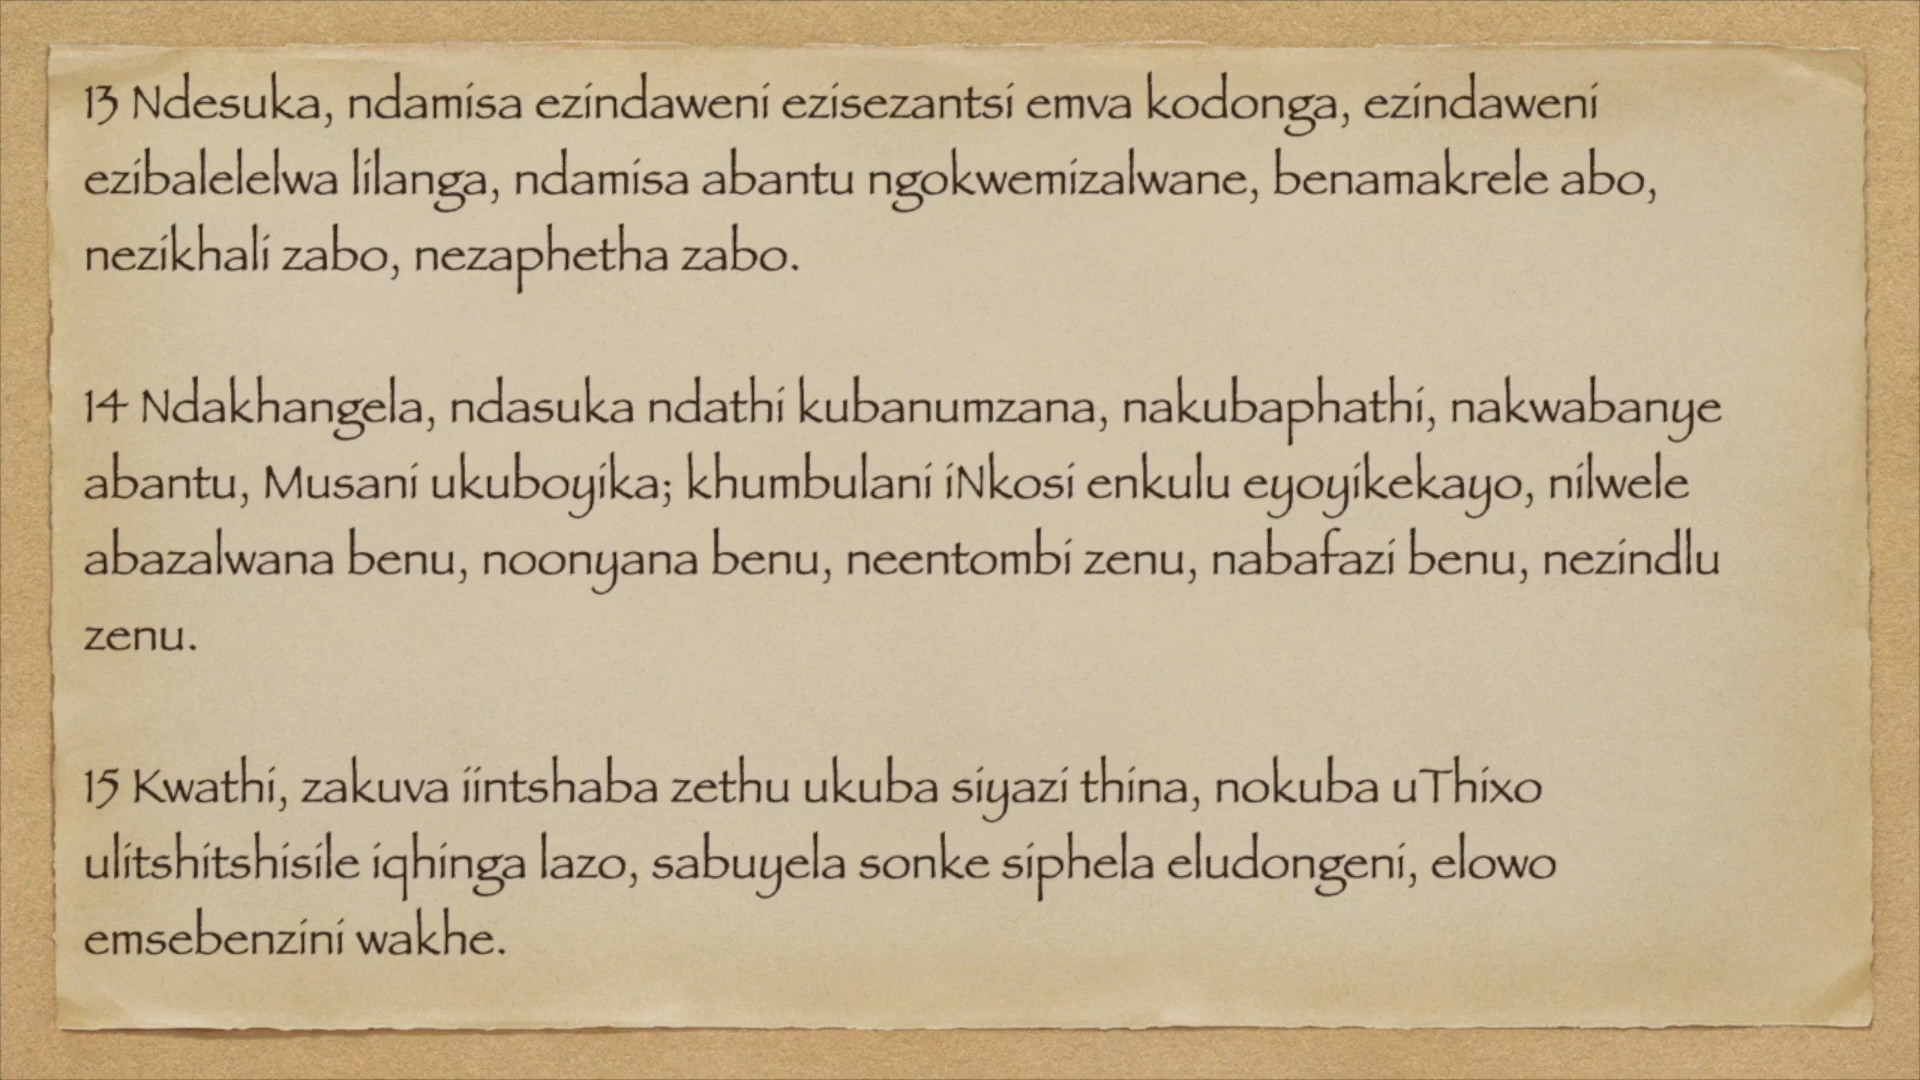 13 Ndesuka, ndamisa ezindaweni ezisezantsi emva kodonga, ezindaweni
ezibalelelwa lilanga, ndamisa abantu ngokwemizalwane, benamakrele abo,
nezikhali zabo, nezaphetha zabo.
14 Ndakhangela, ndasuka ndathi kubanumzana, nakubaphathi, nakwabanye
abantu, Musani ukuboyika; khumbulani iNkosi enkulu eyoyikekayo, nilwele
abazalwana benu, noonyana benu, neentombi zenu, nabafazi benu, nezindlu
zenu.
15 Kwathi, zakuva iintshaba zethu ukuba siyazi thina, nokuba uThixo
ulitshitshisile iqhinga lazo, sabuyela sonke siphela eludongeni, elowo
emsebenzini wakhe.